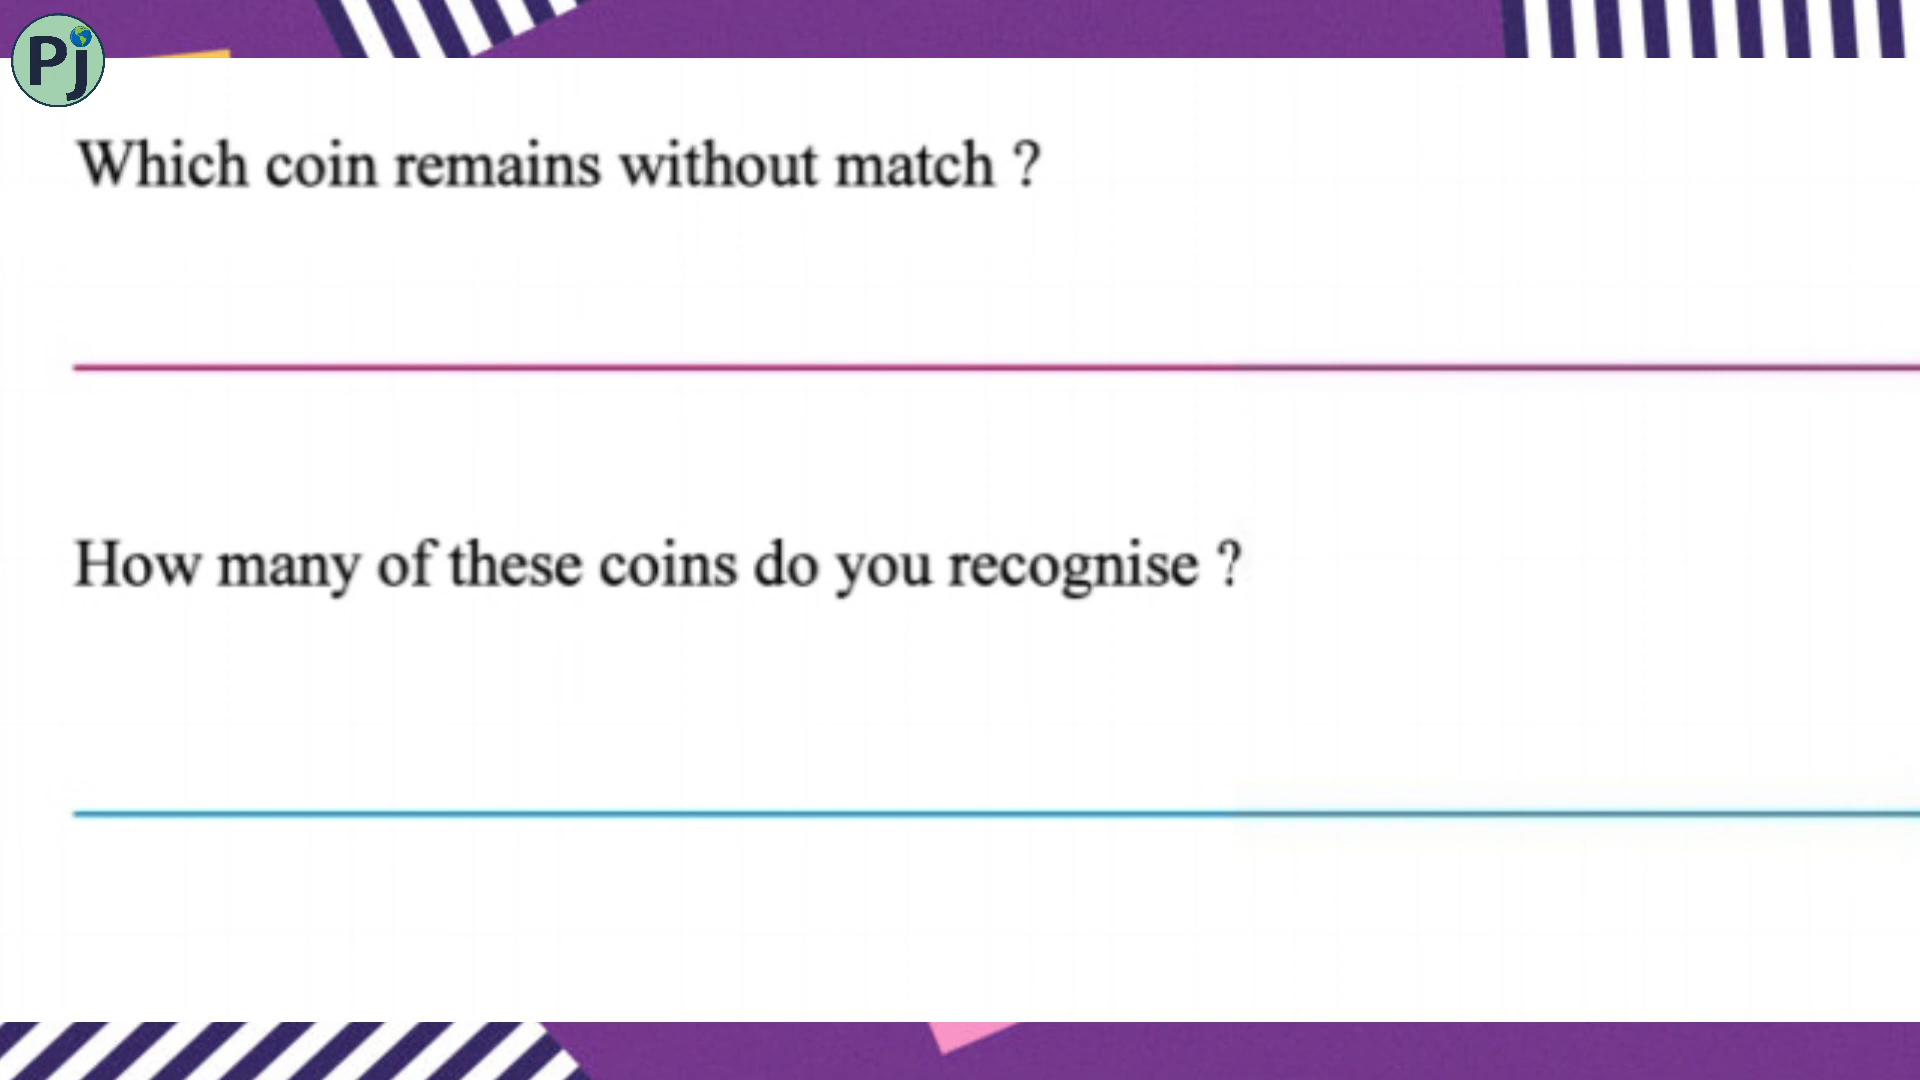 Pj
Which coin remains without match ?
How many of these coins do you recognise ?